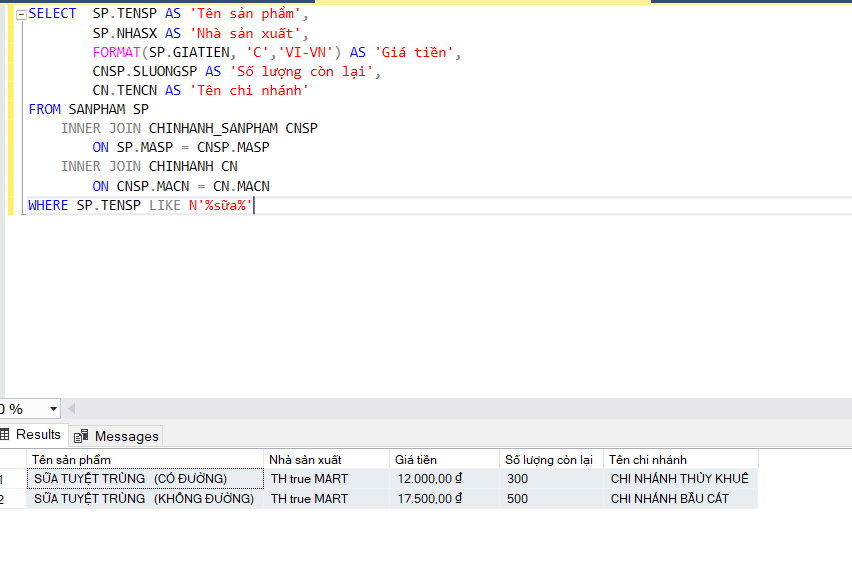 SELECT  SP.TENSP AS 'Tên sản phẩm',
SP.NHASX AS 'Nhà sản xuất',
FORMAT(SP.GIATIEN, 'C','VI-VN') AS 'Giá tiền',
CNSP.SLUONGSP AS 'Số lượng còn lại',
CN.TENCN AS 'Tên chi nhánh'
FROM SANPHAM SP
INNER JOIN CHINHANH_SANPHAM CNSP
ON SP.MASP = CNSP.MASP
INNER JOIN CHINHANH CN
ON CNSP.MACN = CN.MACN
WHERE SP.TENSP LIKE N'%sữa%'
0 %
Results Messages
Tên sản phẩm Nhà sản xuất Giá tiền Số lượng còn lại Tên chi nhánh
1 SỮA TUYỆT TRÙNG (CÓ ĐƯỜNG) TH true MART 12.000,00 ₫ 300 CHI NHÁNH THỦY KHUÊ
2 SỮA TUYỆT TRÙNG (KHÔNG ĐƯỜNG) TH true MART 17.500,00 ₫ 500 CHI NHÁNH BÀU CÁT